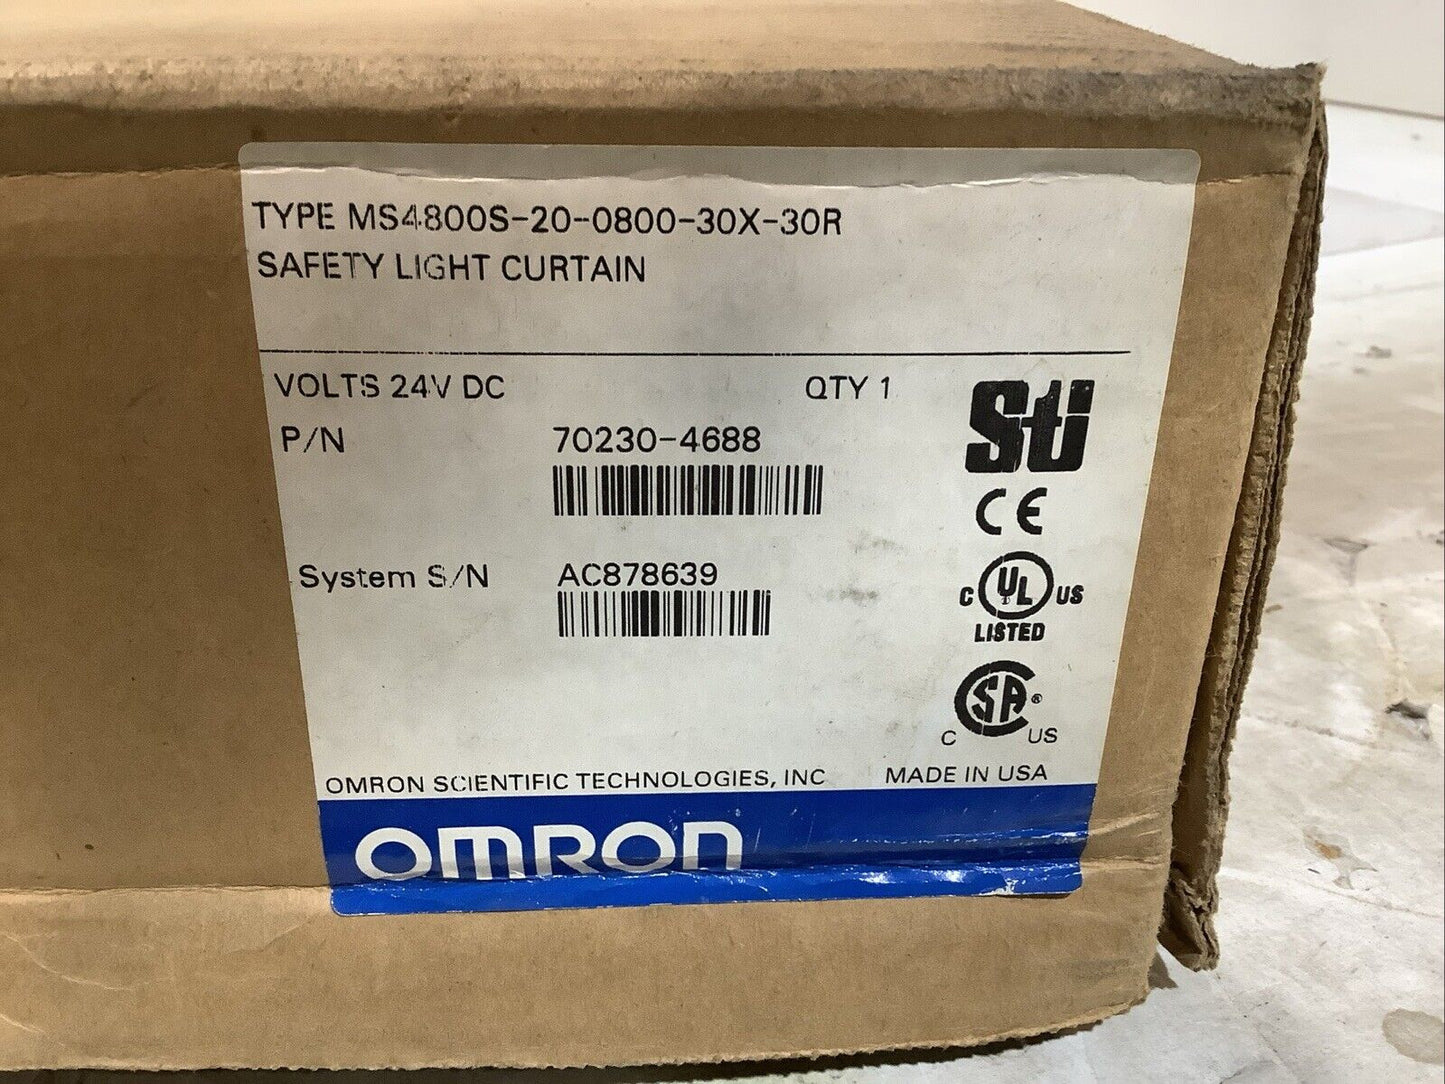 TYPE MS4800S-20-0800-30X-30R
SAFETY LIGHT CURTAIN
VOLTS 24V DC QTY 1
Sti
P/N 70230-4688
CE
System S/N AC878639
C UL US
LISTED
SA®
C US
OMRON SCIENTIFIC TECHNOLOGIES, INC MADE IN USA
OMRON